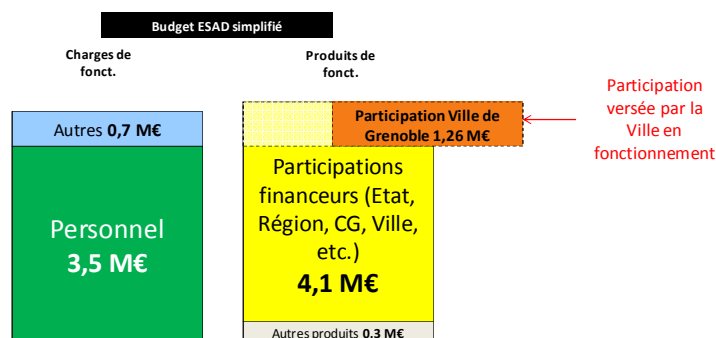 Budget ESAD simplifié
Charges de
fonct.
Produits de
fonct.
Autres 0,7 M€
Participation Ville de
Grenoble 1,26 M€
Participation
versée par la
Ville en
fonctionnement
Personnel
3,5 M€
Participations
financeurs (Etat,
Région, CG, Ville,
etc.)
4,1 M€
Autres produits 0,3 M€